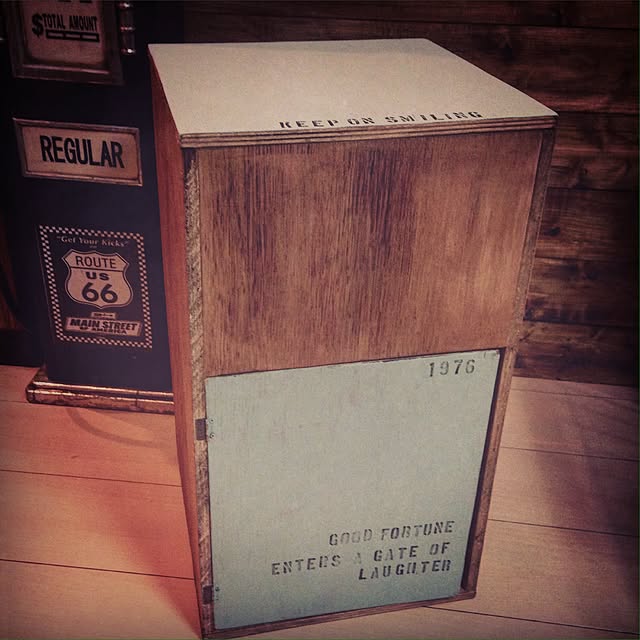 $TOTAL AMOUNT
REGULAR
"Get Your Kicks"
ROUTE
US
66
MAIN STREET
KEEP ON SMILING
1976
GOOD FORTUNE
ENTERS A GATE OF
LAUGHTER